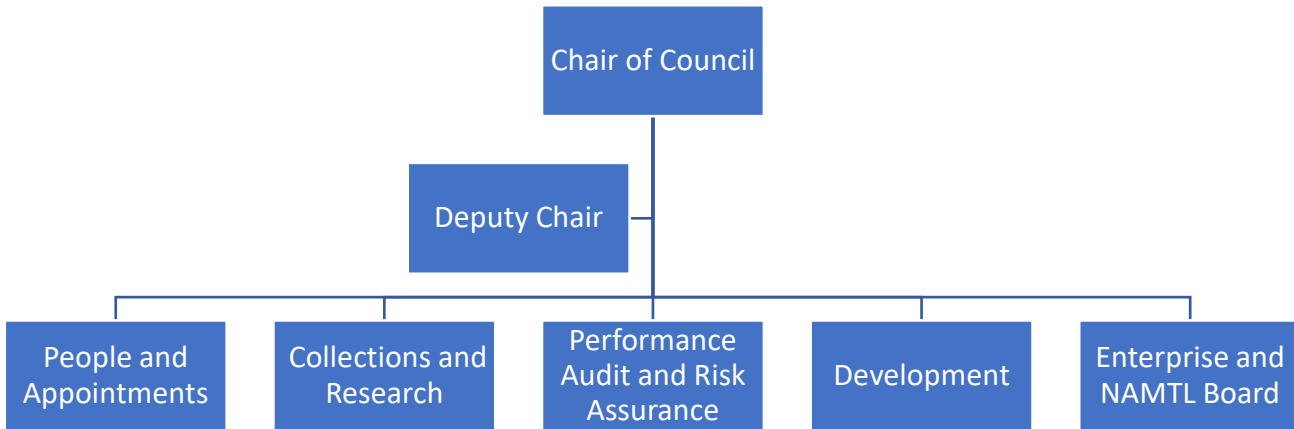 Chair of Council
Deputy Chair
People and
Appointments
Collections and
Research
Performance
Audit and Risk
Assurance
Development
Enterprise and
NAMTL Board